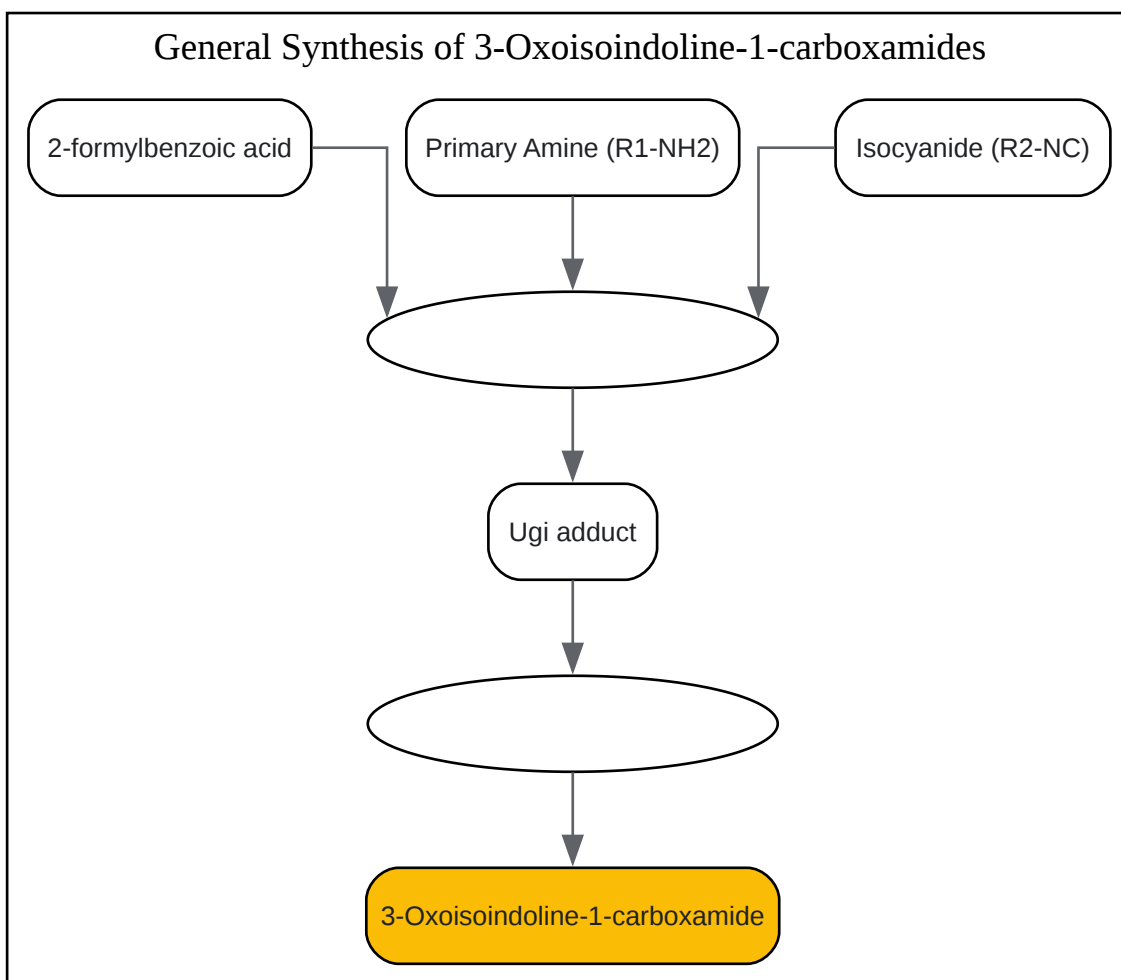 General Synthesis of 3-Oxoisoindoline-1-carboxamides
2-formylbenzoic acid
Primary Amine (R1-NH2)
Isocyanide (R2-NC)
Ugi adduct
3-Oxoisoindoline-1-carboxamide